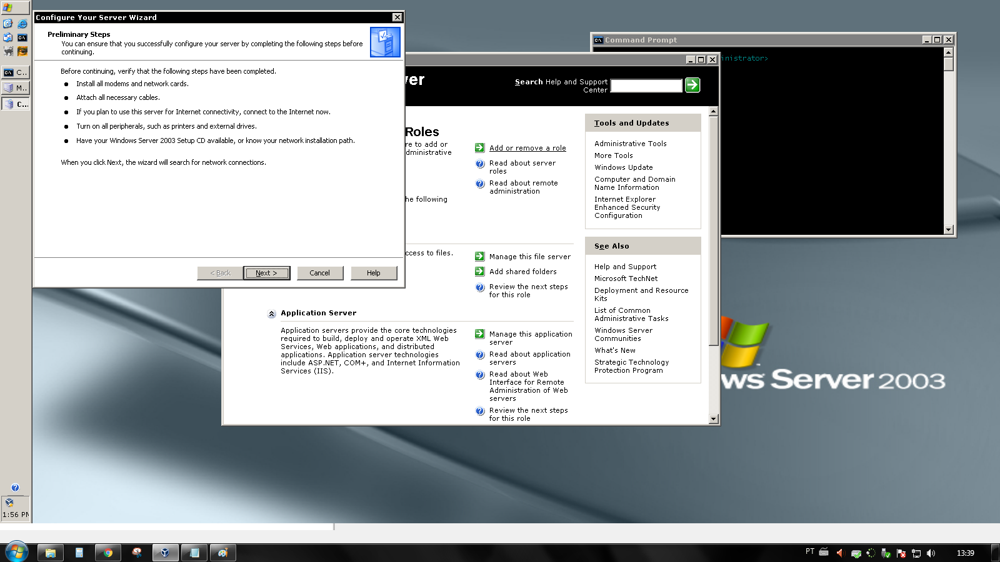 Configure Your Server Wizard
Preliminary Steps
You can ensure that you successfully configure your server by completing the following steps before
continuing.
Before continuing, verify that the following steps have been completed.
Install all modems and network cards.
Attach all necessary cables.
If you plan to use this server for Internet connectivity, connect to the Internet now.
Turn on all peripherals, such as printers and external drives.
Have your Windows Server 2003 Setup CD available, or know your network installation path.
When you click Next, the wizard will search for network connections.
< Back
Next >
Cancel
Help
C:\ C..
M..
C...
1:56 PM
Command Prompt
inistrator>
ver
Search Help and Support
Center
Roles
re to add or
dministrative
he following
Add or remove a role
Read about server
roles
Read about remote
administration
ccess to files.
Manage this file server
Add shared folders
Review the next steps
for this role
Application Server
Application servers provide the core technologies
required to build, deploy and operate XML Web
Services, Web applications, and distributed
applications. Application server technologies
include ASP.NET, COM+, and Internet Information
Services (IIS).
Manage this application
server
Read about application
servers
Read about Web
Interface for Remote
Administration of Web
servers
Review the next steps
for this role
Tools and Updates
Administrative Tools
More Tools
Windows Update
Computer and Domain
Name Information
Internet Explorer
Enhanced Security
Configuration
See Also
Help and Support
Microsoft TechNet
Deployment and Resource
Kits
List of Common
Administrative Tasks
Windows Server
Communities
What's New
Strategic Technology
Protection Program
ws Server 2003
PT
13:39